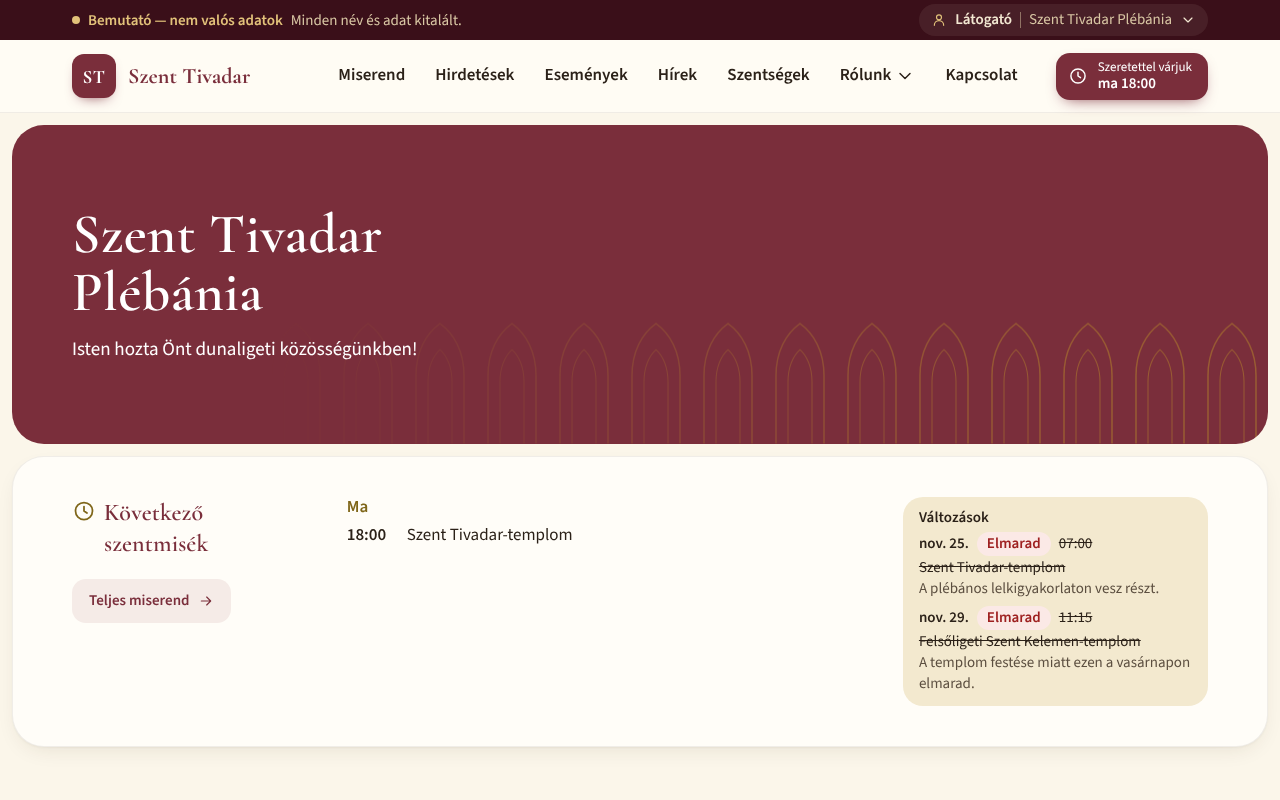 Bemutató — nem valós adatok Minden név és adat kitalált.
Látogató Szent Tivadar Plébánia
ST Szent Tivadar
Miserend Hirdetések Események Hírek Szentségek Rólunk Kapcsolat
Szeretettel várjuk
ma 18:00
Szent Tivadar
Plébánia
Isten hozta Önt dunaligeti közösségünkben!
Következő
szentmisék
Teljes miserend
Ma
18:00 Szent Tivadar-templom
Változások
nov. 25. Elmarad 07:00
Szent Tivadar-templom
A plébános lelkigyakorlaton vesz részt.
nov. 29. Elmarad 11:15
Felsőligeti Szent Kelemen-templom
A templom festése miatt ezen a vasárnapon
elmarad.